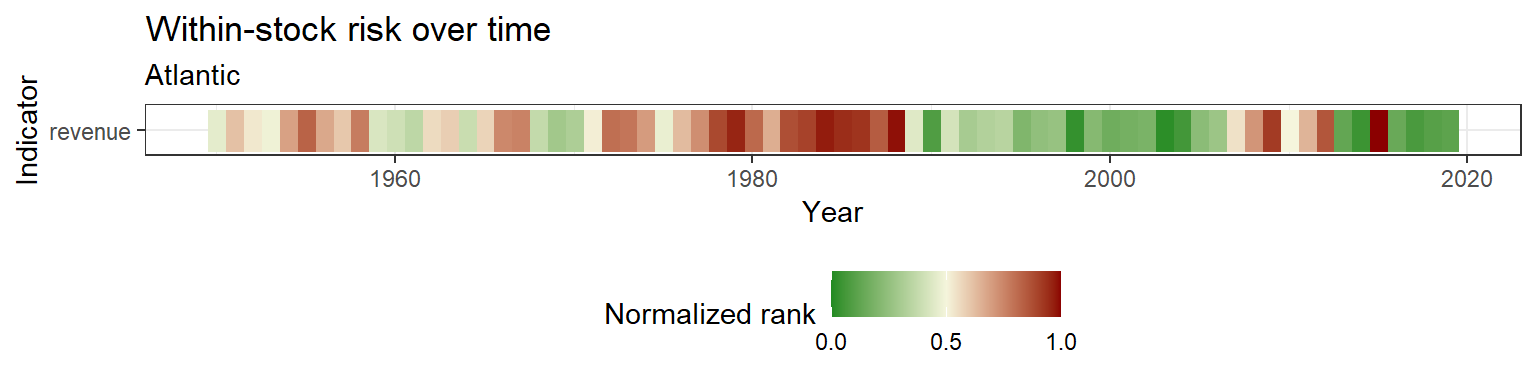 Within-stock risk over time
Atlantic
Indicator
revenue
1960 1980 2000 2020
Year
Normalized rank
0.0 0.5 1.0